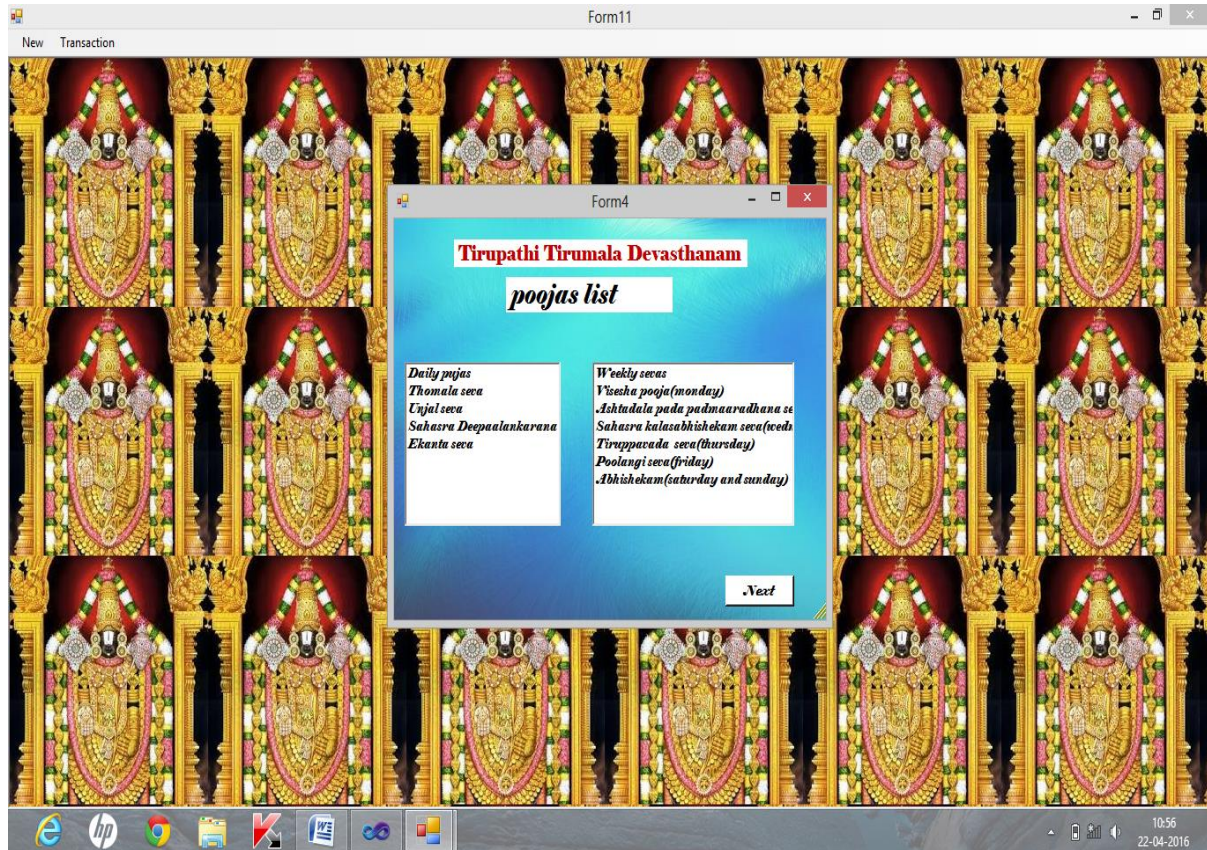 Form11
New Transaction
Form4
Tirupathi Tirumala Devasthanam
poojas list
Daily pujas
Thomala seva
Unjal seva
Sahasra Deepaalankarana
Ekanta seva
Weekly sevas
Visesha pooja(monday)
Ashtadala pada padmaaradhana se
Sahasra kalasabhishekam seva(wedn
Tiruppavada seva(thursday)
Poolangi seva(friday)
Abhishekam(saturday and sunday)
Next
hp
10:56
22-04-2016